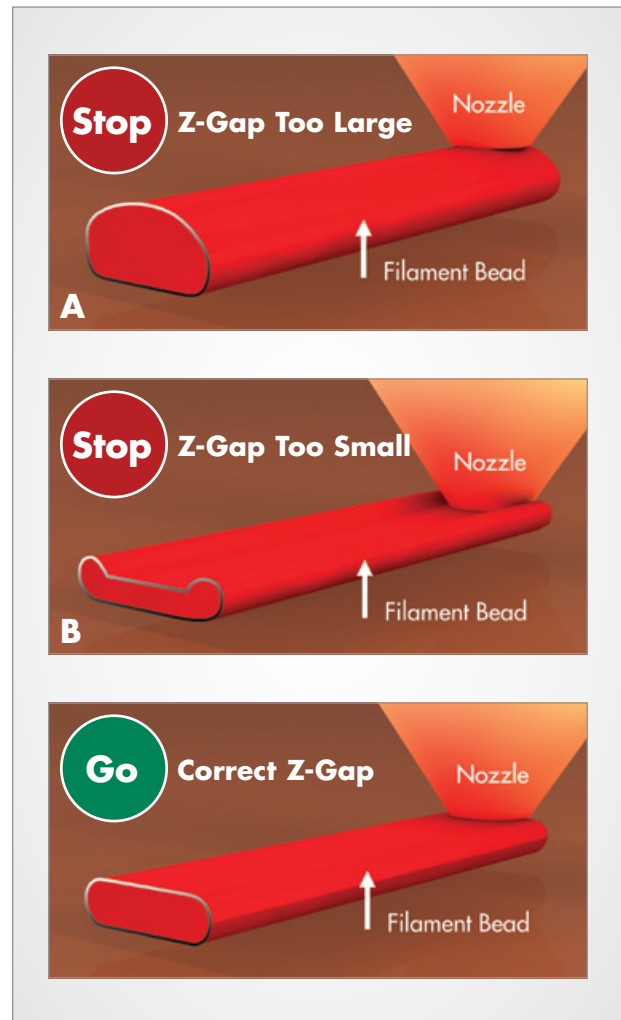 Stop Z-Gap Too Large
Nozzle
Filament Bead
A
Stop Z-Gap Too Small
Nozzle
Filament Bead
B
Go Correct Z-Gap
Nozzle
Filament Bead